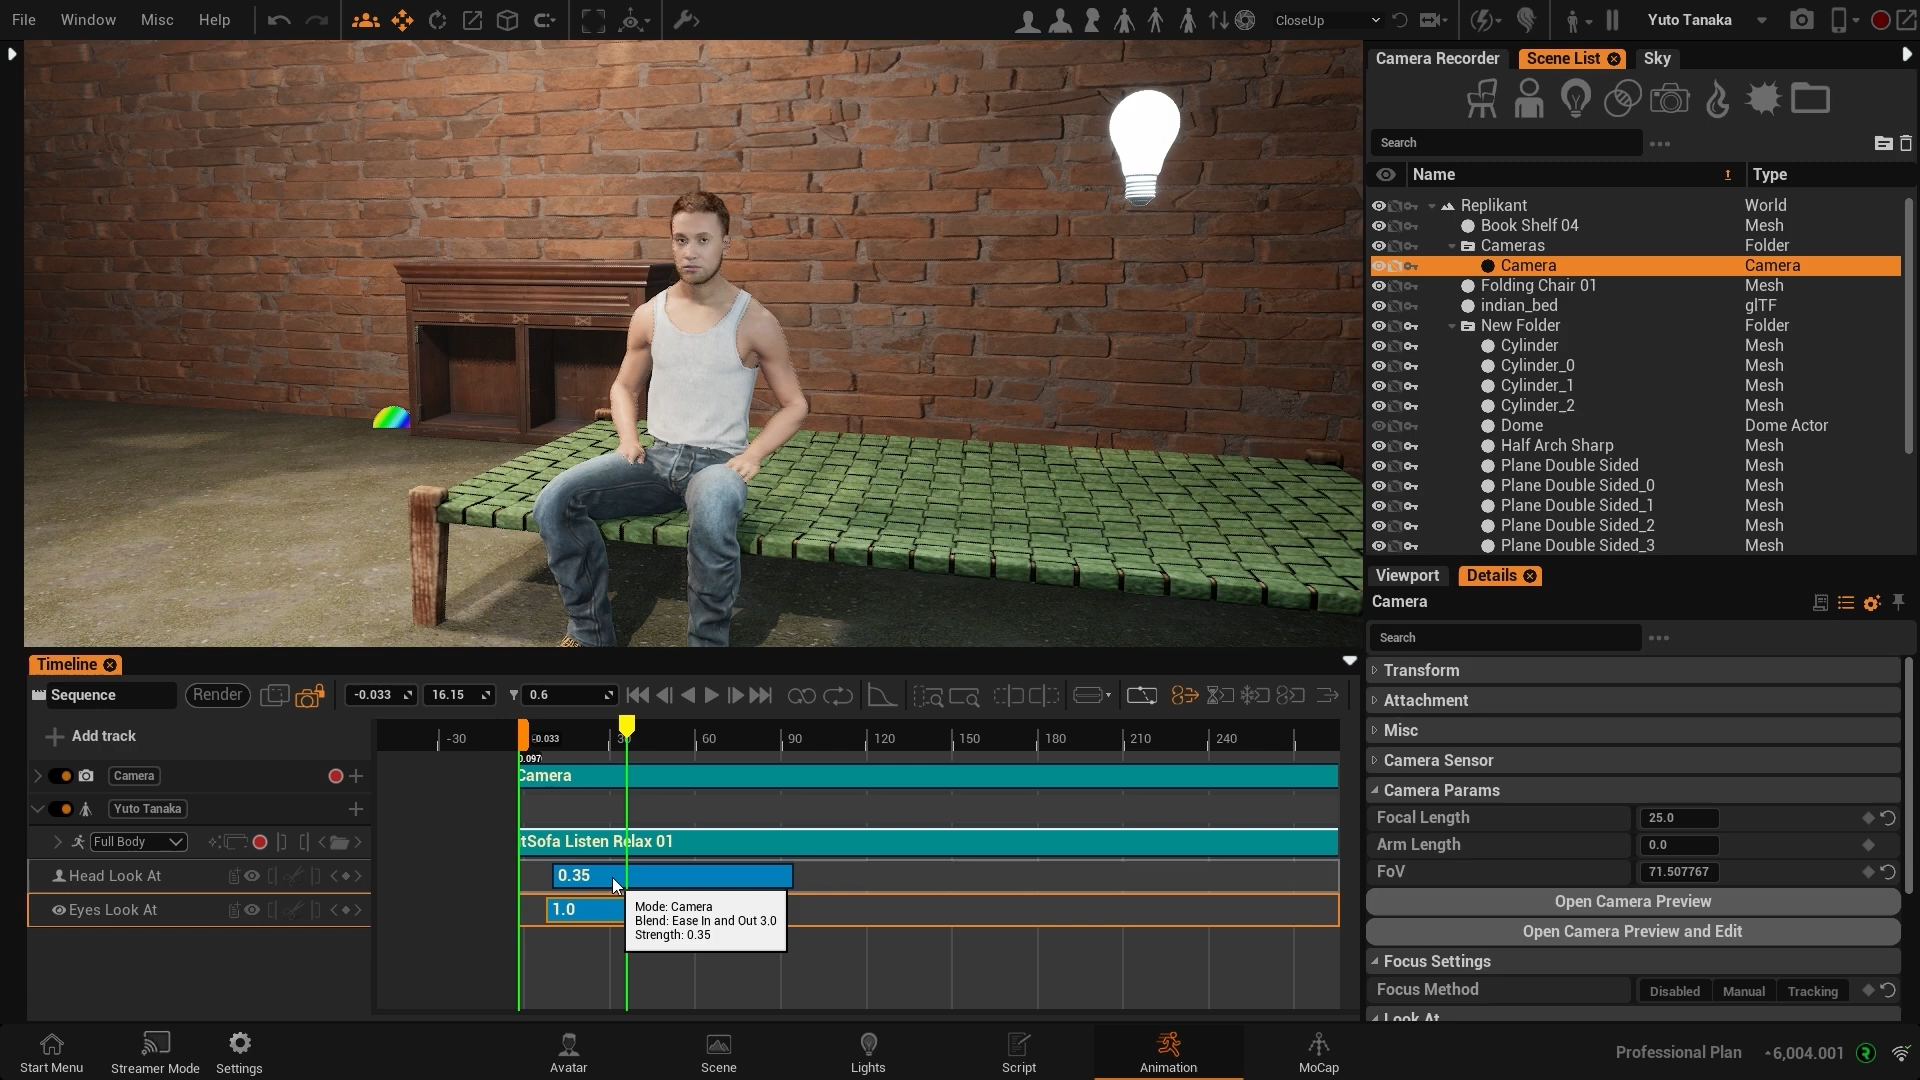 File Window Misc Help CloseUp Yuto Tanaka
Camera Recorder Scene List Sky
Search
Name Type
Replikant World
Book Shelf 04 Mesh
Cameras Folder
Camera Camera
Folding Chair 01 Mesh
indian_bed glTF
New Folder Folder
Cylinder Mesh
Cylinder_0 Mesh
Cylinder_1 Mesh
Cylinder_2 Mesh
Dome Dome Actor
Half Arch Sharp Mesh
Plane Double Sided Mesh
Plane Double Sided_0 Mesh
Plane Double Sided_1 Mesh
Plane Double Sided_2 Mesh
Plane Double Sided_3 Mesh
Viewport Details
Camera
Search
Transform
Attachment
Misc
Camera Sensor
Camera Params
Focal Length 25.0
Arm Length 0.0
FoV 71.507767
Open Camera Preview
Open Camera Preview and Edit
Focus Settings
Focus Method Disabled Manual Tracking
Look At
Timeline
Sequence Render -0.033 16.15 0.6
Add track -30 -0.033 30 60 90 120 150 180 210 240
0.097
Camera Camera
Yuto Tanaka
Full Body tSofa Listen Relax 01
Head Look At 0.35
Eyes Look At 1.0
Mode: Camera
Blend: Ease In and Out 3.0
Strength: 0.35
Start Menu Streamer Mode Settings Avatar Scene Lights Script Animation MoCap Professional Plan 6,004.001 R